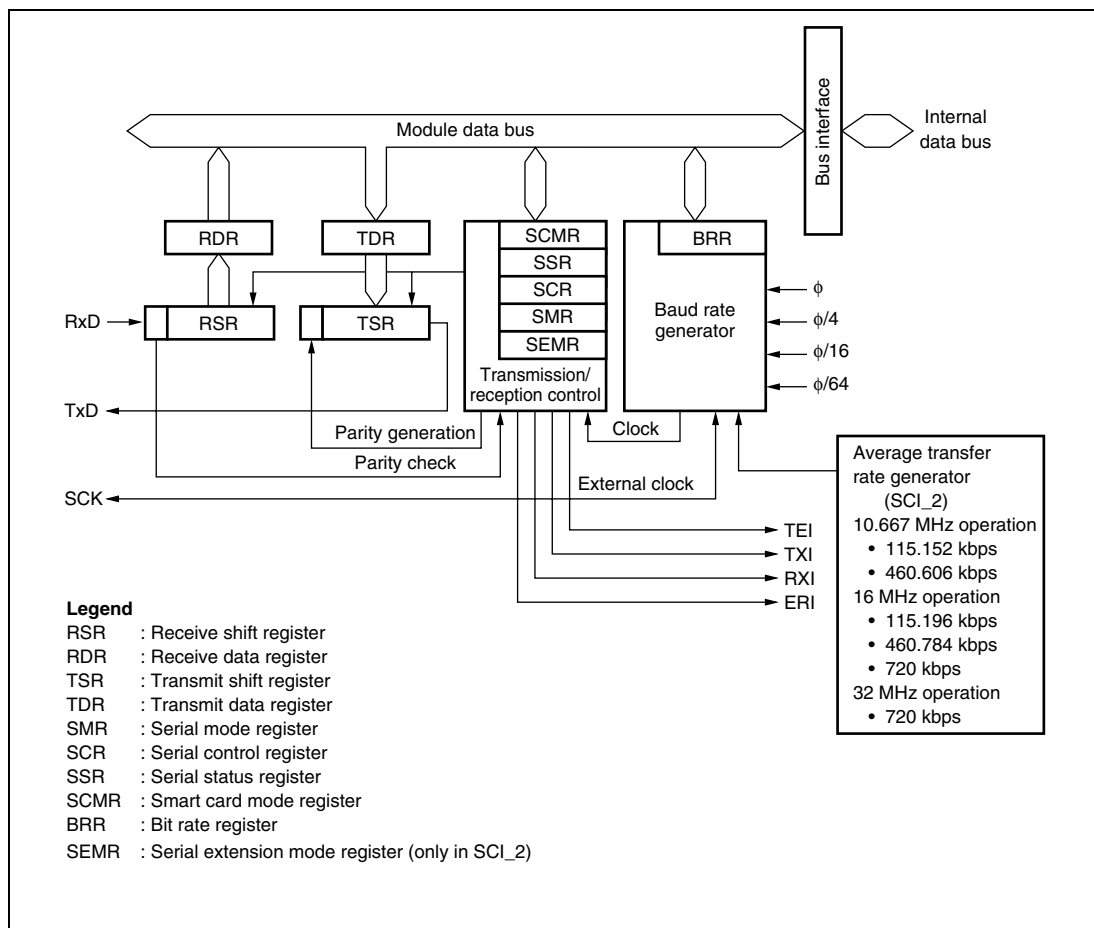 Module data bus
Bus interface
Internal
data bus
RDR
TDR
SCMR
BRR
SSR
SCR
SMR
SEMR
Transmission/
reception control
Baud rate
generator
ϕ
ϕ/4
ϕ/16
ϕ/64
RxD
RSR
TSR
TxD
Parity generation
Parity check
Clock
SCK
External clock
TEI
TXI
RXI
ERI
Average transfer
rate generator
(SCI_2)
10.667 MHz operation
• 115.152 kbps
• 460.606 kbps
16 MHz operation
• 115.196 kbps
• 460.784 kbps
• 720 kbps
32 MHz operation
• 720 kbps
Legend
RSR : Receive shift register
RDR : Receive data register
TSR : Transmit shift register
TDR : Transmit data register
SMR : Serial mode register
SCR : Serial control register
SSR : Serial status register
SCMR : Smart card mode register
BRR : Bit rate register
SEMR : Serial extension mode register (only in SCI_2)